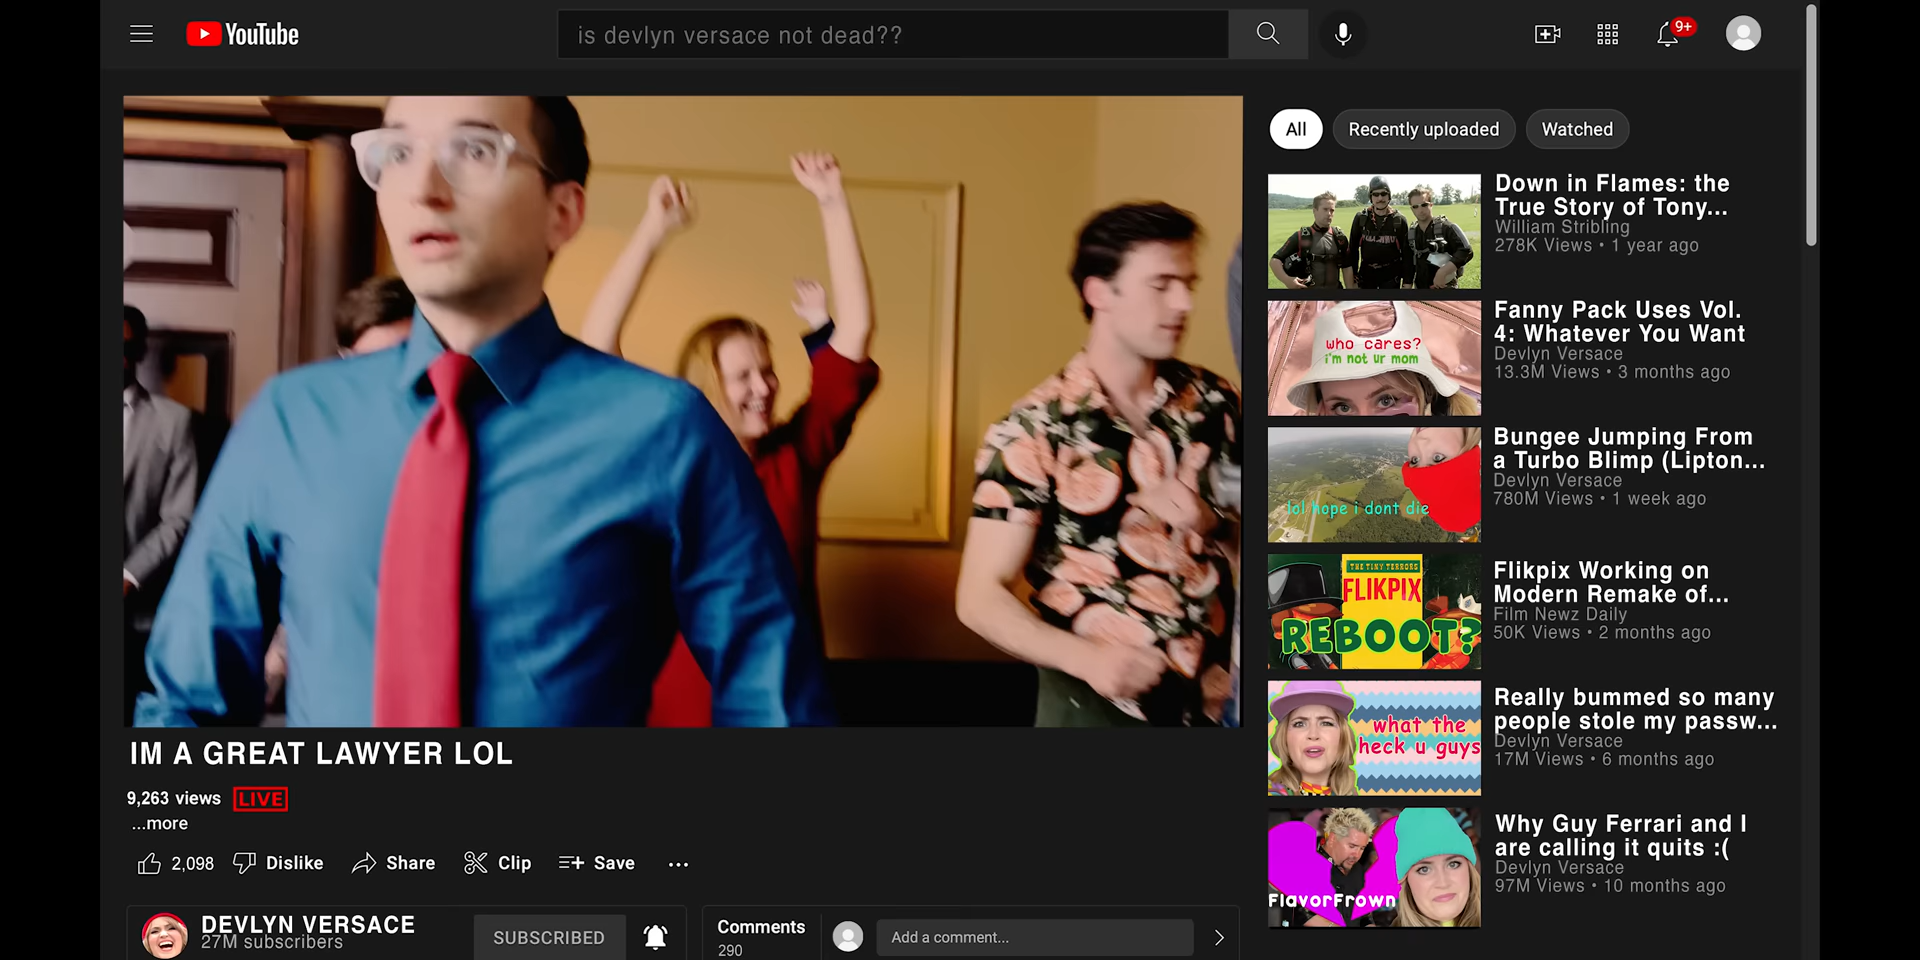 YouTube
is devlyn versace not dead??
9+
All
Recently uploaded
Watched
Down in Flames: the
True Story of Tony...
William Stribling
278K Views • 1 year ago
who cares?
i'm not ur mom
Fanny Pack Uses Vol.
4: Whatever You Want
Devlyn Versace
13.3M Views • 3 months ago
lol hope i dont die
Bungee Jumping From
a Turbo Blimp (Lipton...
Devlyn Versace
780M Views • 1 week ago
THE TINY TERRORS
FLIKPIX
REBOOT?
Flikpix Working on
Modern Remake of...
Film Newz Daily
50K Views • 2 months ago
what the
heck u guys
Really bummed so many
people stole my passw...
Devlyn Versace
17M Views • 6 months ago
FlavorFrown
Why Guy Ferrari and I
are calling it quits :(
Devlyn Versace
97M Views • 10 months ago
IM A GREAT LAWYER LOL
9,263 views LIVE
...more
2,098 Dislike Share Clip Save ...
DEVLYN VERSACE
27M subscribers
SUBSCRIBED
Comments
290
Add a comment...